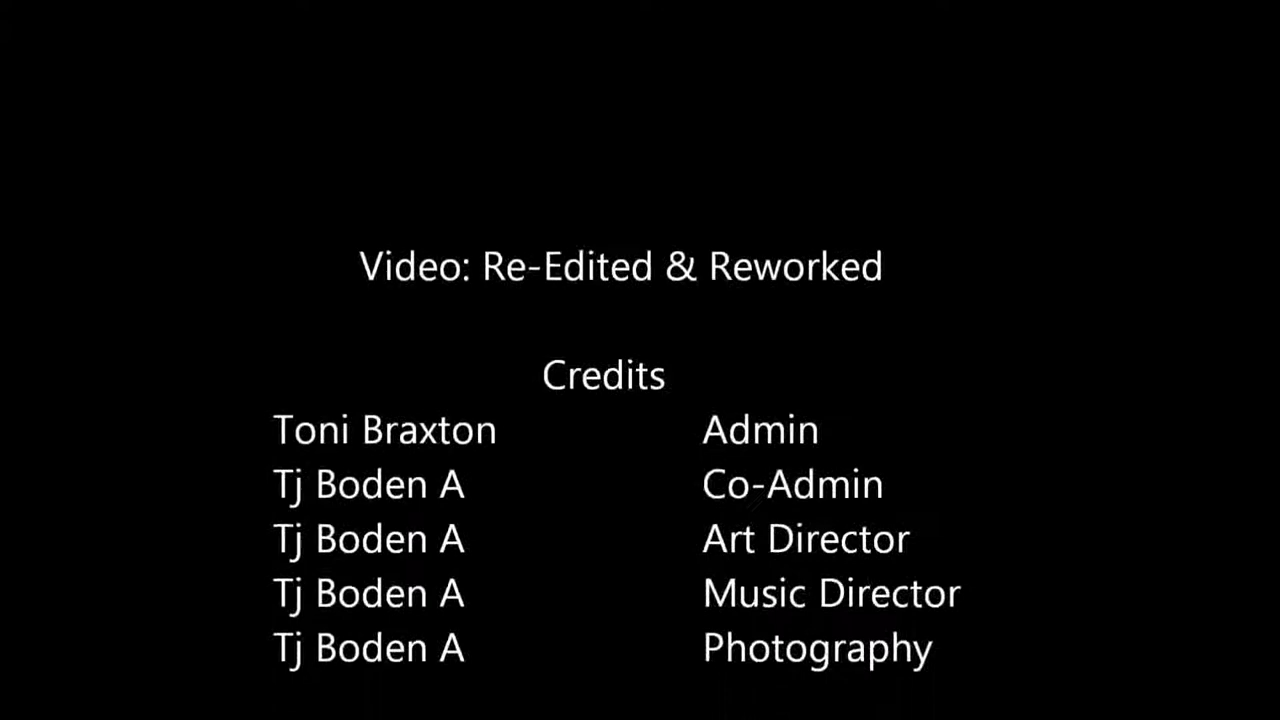 Video: Re-Edited & Reworked
Credits
Toni Braxton Admin
Tj Boden A Co-Admin
Tj Boden A Art Director
Tj Boden A Music Director
Tj Boden A Photography